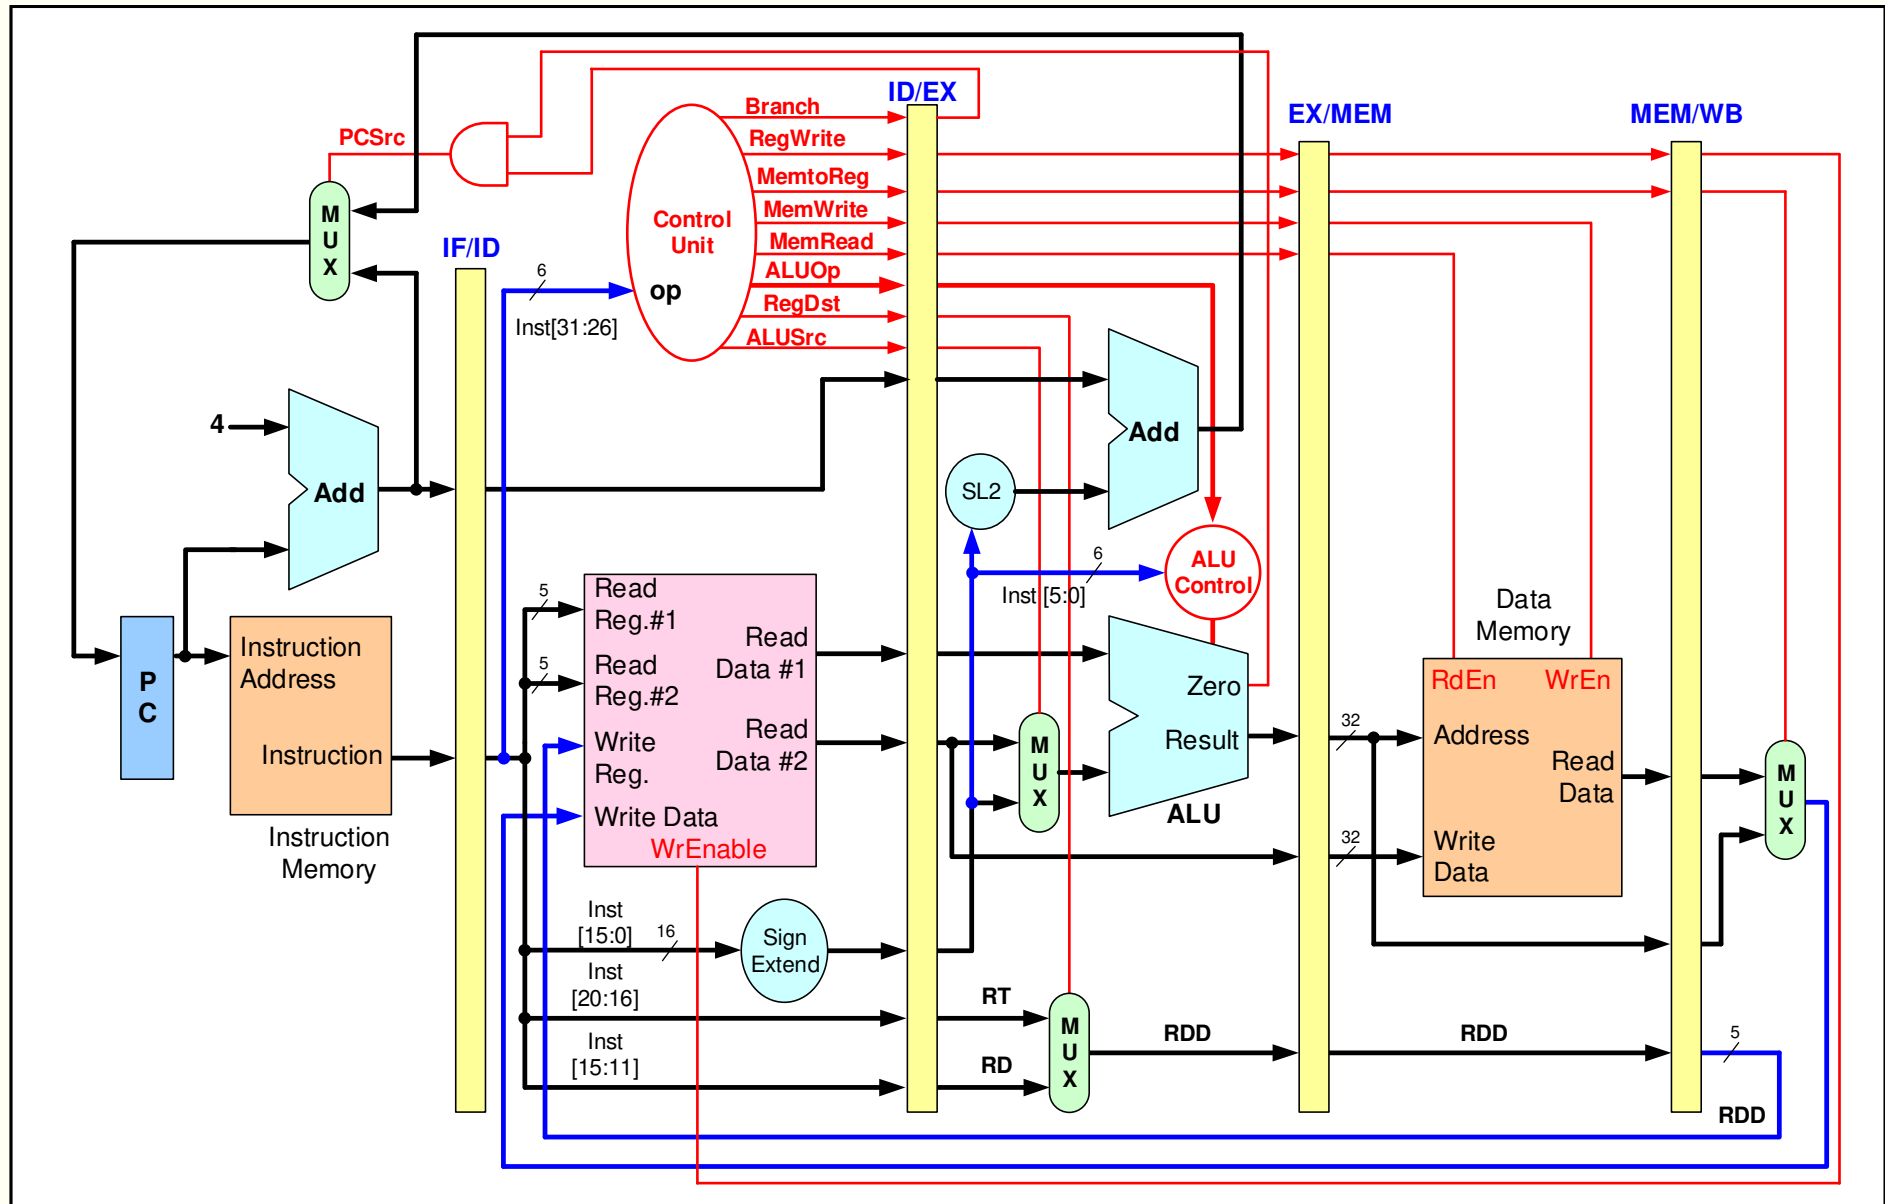 ID/EX
Branch
EX/MEM
MEM/WB
PCSrc
RegWrite
MemtoReg
M
U
X
Control
Unit
MemWrite
MemRead
IF/ID
6
op
ALUOp
RegDst
Inst[31:26]
ALUSrc
4
Add
Add
SL2
6
ALU
Control
Inst [5:0]
5
Read
Reg.#1
Read
Data #1
5
Read
Reg.#2
Data
Memory
P
C
Instruction
Address
Instruction
Instruction
Memory
Write
Reg.
Read
Data #2
Write Data
WrEnable
M
U
X
Zero
Result
ALU
RdEn
WrEn
32
Address
Read
Data
32
Write
Data
M
U
X
Inst
[15:0]
16
Sign
Extend
Inst
[20:16]
RT
Inst
[15:11]
RD
M
U
X
RDD
RDD
5
RDD